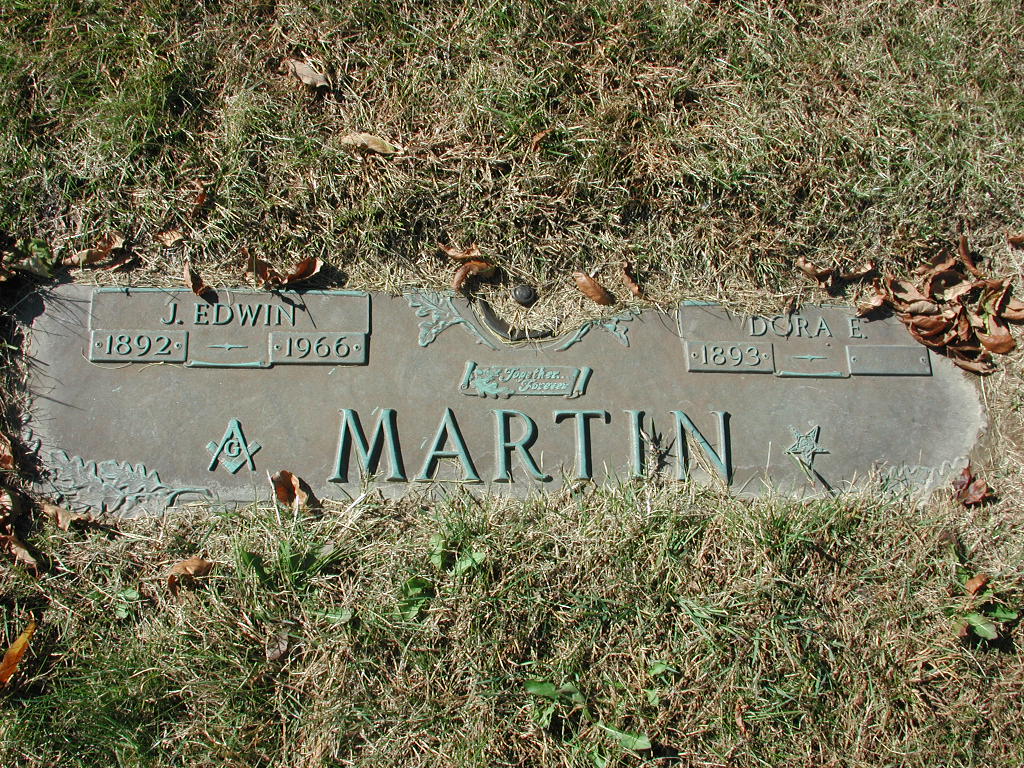 J. EDWIN
1892 1966
DORA E.
1893
Together
Forever
G
MARTIN